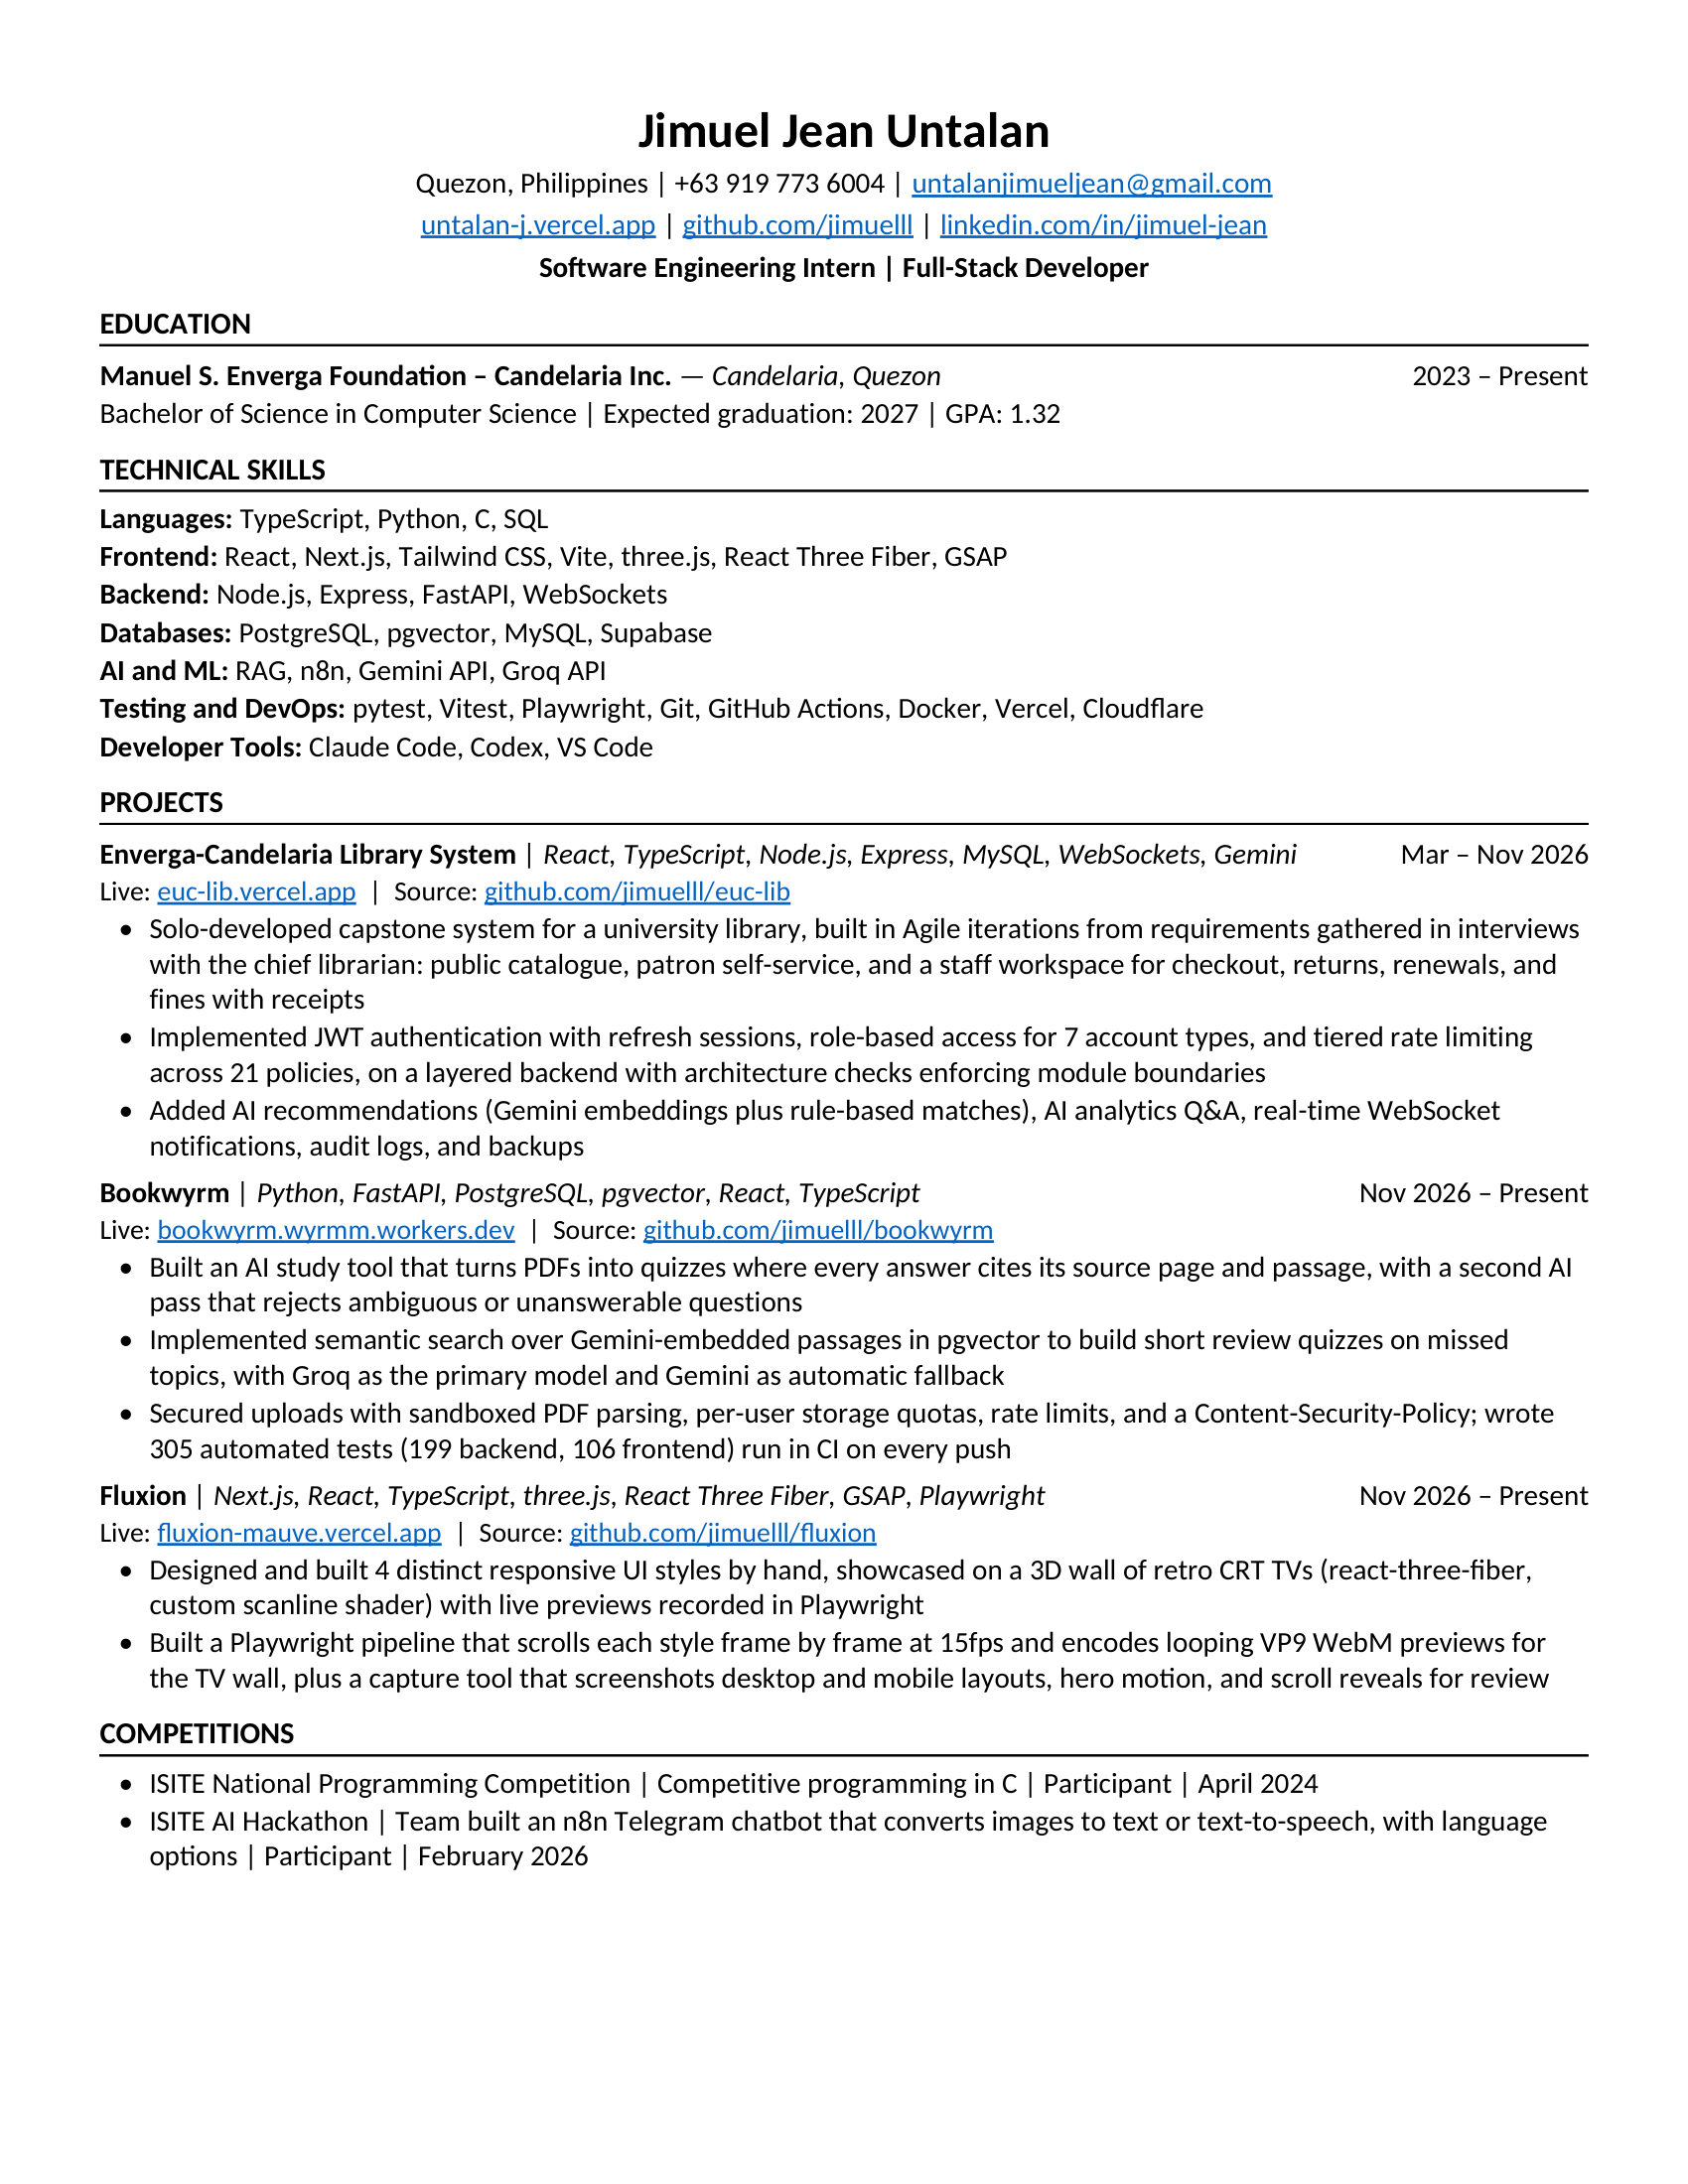 Jimuel Jean Untalan
Quezon, Philippines | +63 919 773 6004 | untalanjimueljean@gmail.com
untalan-j.vercel.app | github.com/jimuelll | linkedin.com/in/jimuel-jean
Software Engineering Intern | Full-Stack Developer
EDUCATION
Manuel S. Enverga Foundation – Candelaria Inc. — Candelaria, Quezon 2023 – Present
Bachelor of Science in Computer Science | Expected graduation: 2027 | GPA: 1.32
TECHNICAL SKILLS
Languages: TypeScript, Python, C, SQL
Frontend: React, Next.js, Tailwind CSS, Vite, three.js, React Three Fiber, GSAP
Backend: Node.js, Express, FastAPI, WebSockets
Databases: PostgreSQL, pgvector, MySQL, Supabase
AI and ML: RAG, n8n, Gemini API, Groq API
Testing and DevOps: pytest, Vitest, Playwright, Git, GitHub Actions, Docker, Vercel, Cloudflare
Developer Tools: Claude Code, Codex, VS Code
PROJECTS
Enverga-Candelaria Library System | React, TypeScript, Node.js, Express, MySQL, WebSockets, Gemini Mar – Nov 2026
Live: euc-lib.vercel.app | Source: github.com/jimuelll/euc-lib
• Solo-developed capstone system for a university library, built in Agile iterations from requirements gathered in interviews
with the chief librarian: public catalogue, patron self-service, and a staff workspace for checkout, returns, renewals, and
fines with receipts
• Implemented JWT authentication with refresh sessions, role-based access for 7 account types, and tiered rate limiting
across 21 policies, on a layered backend with architecture checks enforcing module boundaries
• Added AI recommendations (Gemini embeddings plus rule-based matches), AI analytics Q&A, real-time WebSocket
notifications, audit logs, and backups
Bookwyrm | Python, FastAPI, PostgreSQL, pgvector, React, TypeScript Nov 2026 – Present
Live: bookwyrm.wyrmm.workers.dev | Source: github.com/jimuelll/bookwyrm
• Built an AI study tool that turns PDFs into quizzes where every answer cites its source page and passage, with a second AI
pass that rejects ambiguous or unanswerable questions
• Implemented semantic search over Gemini-embedded passages in pgvector to build short review quizzes on missed
topics, with Groq as the primary model and Gemini as automatic fallback
• Secured uploads with sandboxed PDF parsing, per-user storage quotas, rate limits, and a Content-Security-Policy; wrote
305 automated tests (199 backend, 106 frontend) run in CI on every push
Fluxion | Next.js, React, TypeScript, three.js, React Three Fiber, GSAP, Playwright Nov 2026 – Present
Live: fluxion-mauve.vercel.app | Source: github.com/jimuelll/fluxion
• Designed and built 4 distinct responsive UI styles by hand, showcased on a 3D wall of retro CRT TVs (react-three-fiber,
custom scanline shader) with live previews recorded in Playwright
• Built a Playwright pipeline that scrolls each style frame by frame at 15fps and encodes looping VP9 WebM previews for
the TV wall, plus a capture tool that screenshots desktop and mobile layouts, hero motion, and scroll reveals for review
COMPETITIONS
• ISITE National Programming Competition | Competitive programming in C | Participant | April 2024
• ISITE AI Hackathon | Team built an n8n Telegram chatbot that converts images to text or text-to-speech, with language
options | Participant | February 2026